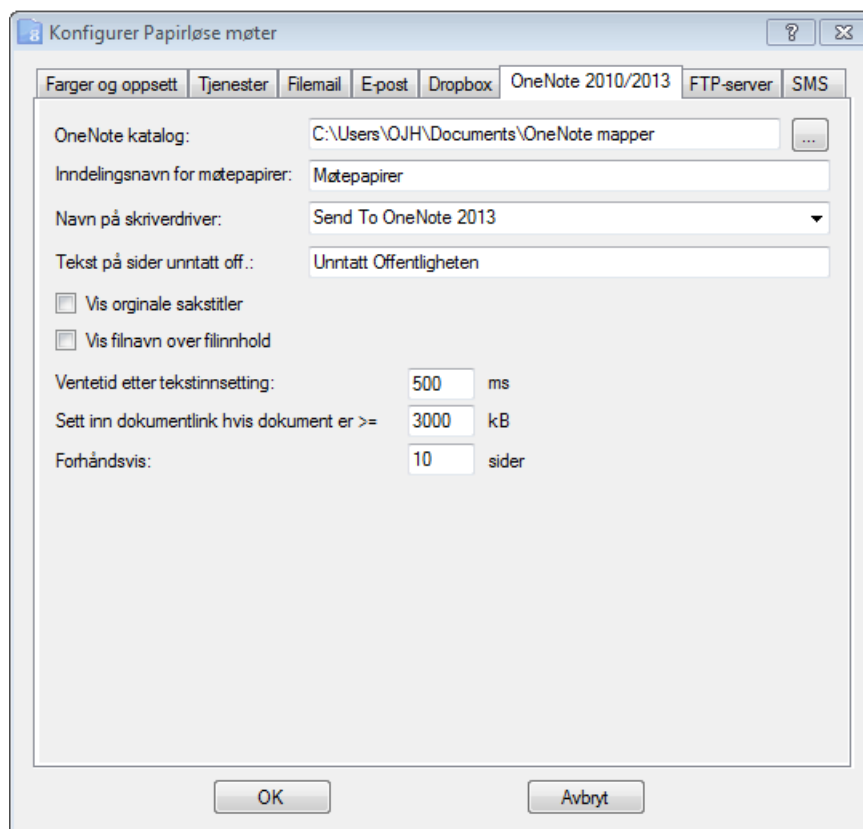 8 Konfigurer Papirløse møter
Farger og oppsett Tjenester Filemail E-post Dropbox OneNote 2010/2013 FTP-server SMS
OneNote katalog: C:\Users\OJH\Documents\OneNote mapper ...
Inndelingsnavn for møtepapirer: Møtepapirer
Navn på skriverdriver: Send To OneNote 2013
Tekst på sider unntatt off.: Unntatt Offentligheten
Vis orginale sakstitler
Vis filnavn over filinnhold
Ventetid etter tekstinnsetting: 500 ms
Sett inn dokumentlink hvis dokument er >= 3000 kB
Forhåndsvis: 10 sider
OK Avbryt